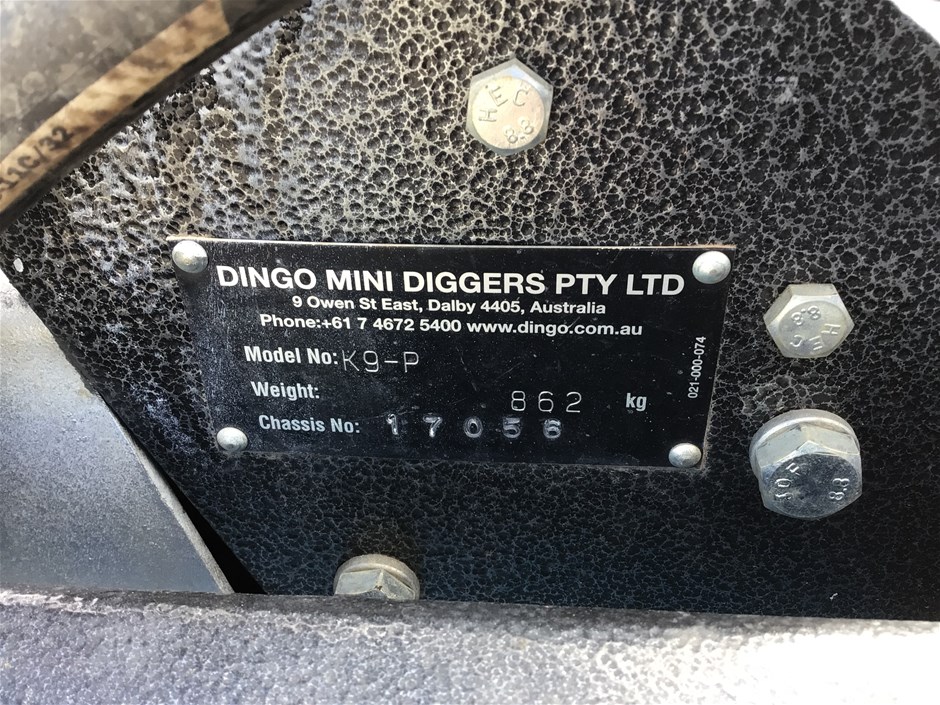 11C/32
HEC
8.8
DINGO MINI DIGGERS PTY LTD
9 Owen St East, Dalby 4405, Australia
Phone:+61 7 4672 5400 www.dingo.com.au
Model No: K9-P
Weight: 862 kg
Chassis No: 17056
021-000-074
8.8
HEC
8.8